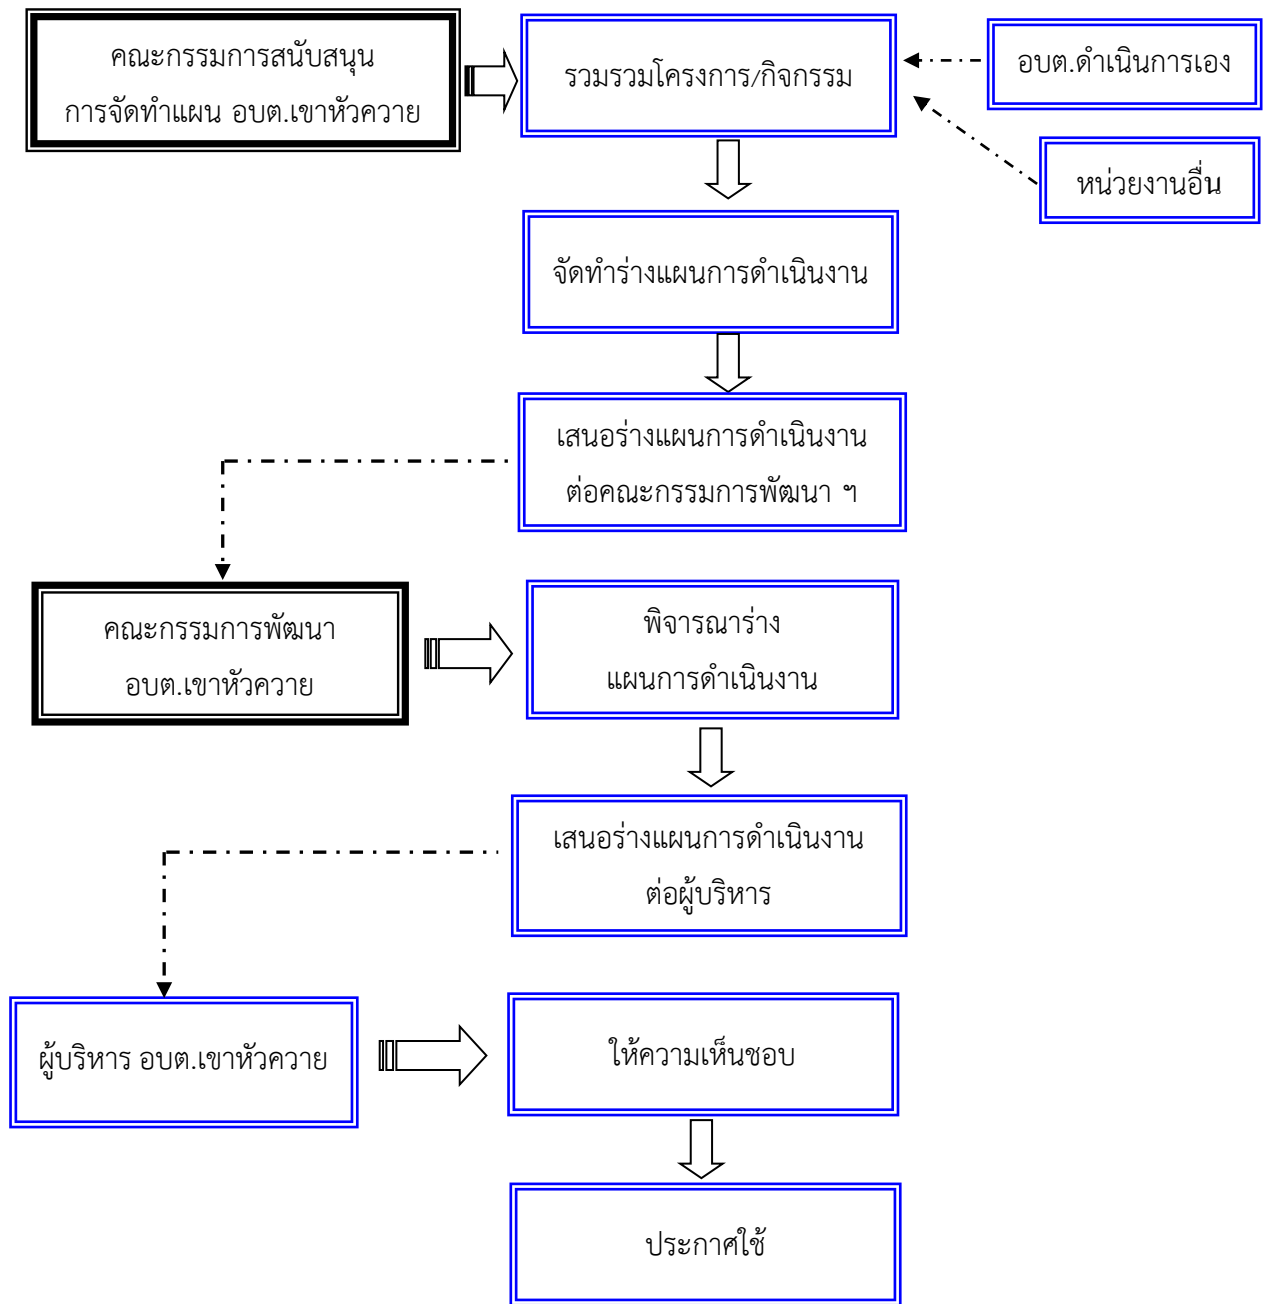 คณะกรรมการสนับสนุน
การจัดทำแผน อบต.เขาหัวควาย
รวมรวมโครงการ/กิจกรรม
อบต.ดำเนินการเอง
หน่วยงานอื่น
จัดทำร่างแผนการดำเนินงาน
เสนอร่างแผนการดำเนินงาน
ต่อคณะกรรมการพัฒนา ฯ
คณะกรรมการพัฒนา
อบต.เขาหัวควาย
พิจารณาร่าง
แผนการดำเนินงาน
เสนอร่างแผนการดำเนินงาน
ต่อผู้บริหาร
ผู้บริหาร อบต.เขาหัวควาย
ให้ความเห็นชอบ
ประกาศใช้